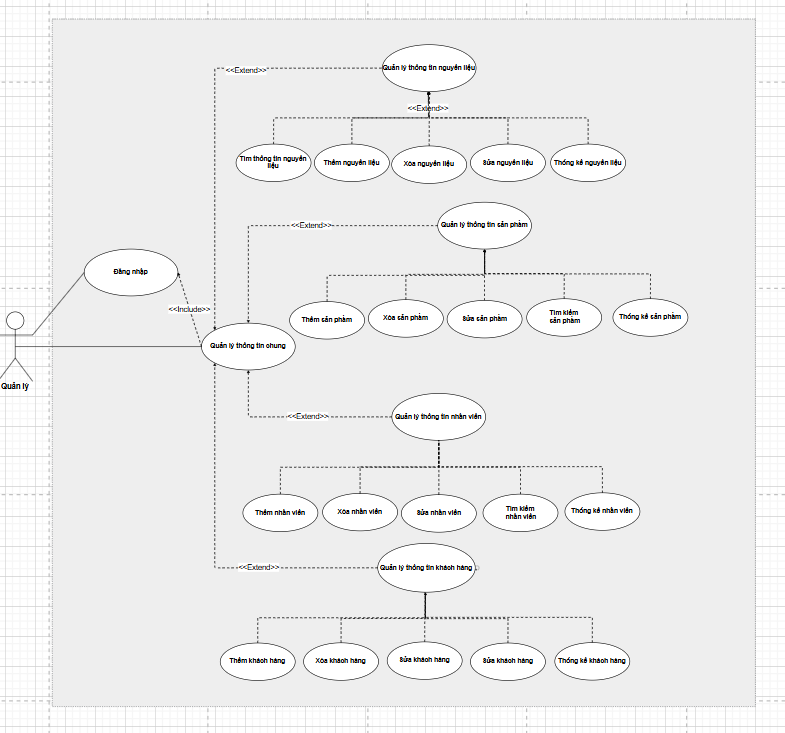 Quản lý thông tin nguyên liệu
<<Extend>>
<<Extend>>
Tìm thông tin nguyên
liệu
Thêm nguyên liệu
Xóa nguyên liệu
Sửa nguyên liệu
Thống kê nguyên liệu
Quản lý thông tin sản phẩm
<<Extend>>
Thêm sản phẩm
Xóa sản phẩm
Sửa sản phẩm
Tìm kiếm
sản phẩm
Thống kê sản phẩm
Đăng nhập
<<Include>>
Quản lý thông tin chung
Quản lý
Quản lý thông tin nhân viên
<<Extend>>
Thêm nhân viên
Xóa nhân viên
Sửa nhân viên
Tìm kiếm
nhân viên
Thống kê nhân viên
Quản lý thông tin khách hàng
<<Extend>>
Thêm khách hàng
Xóa khách hàng
Sửa khách hàng
Sửa khách hàng
Thống kê khách hàng